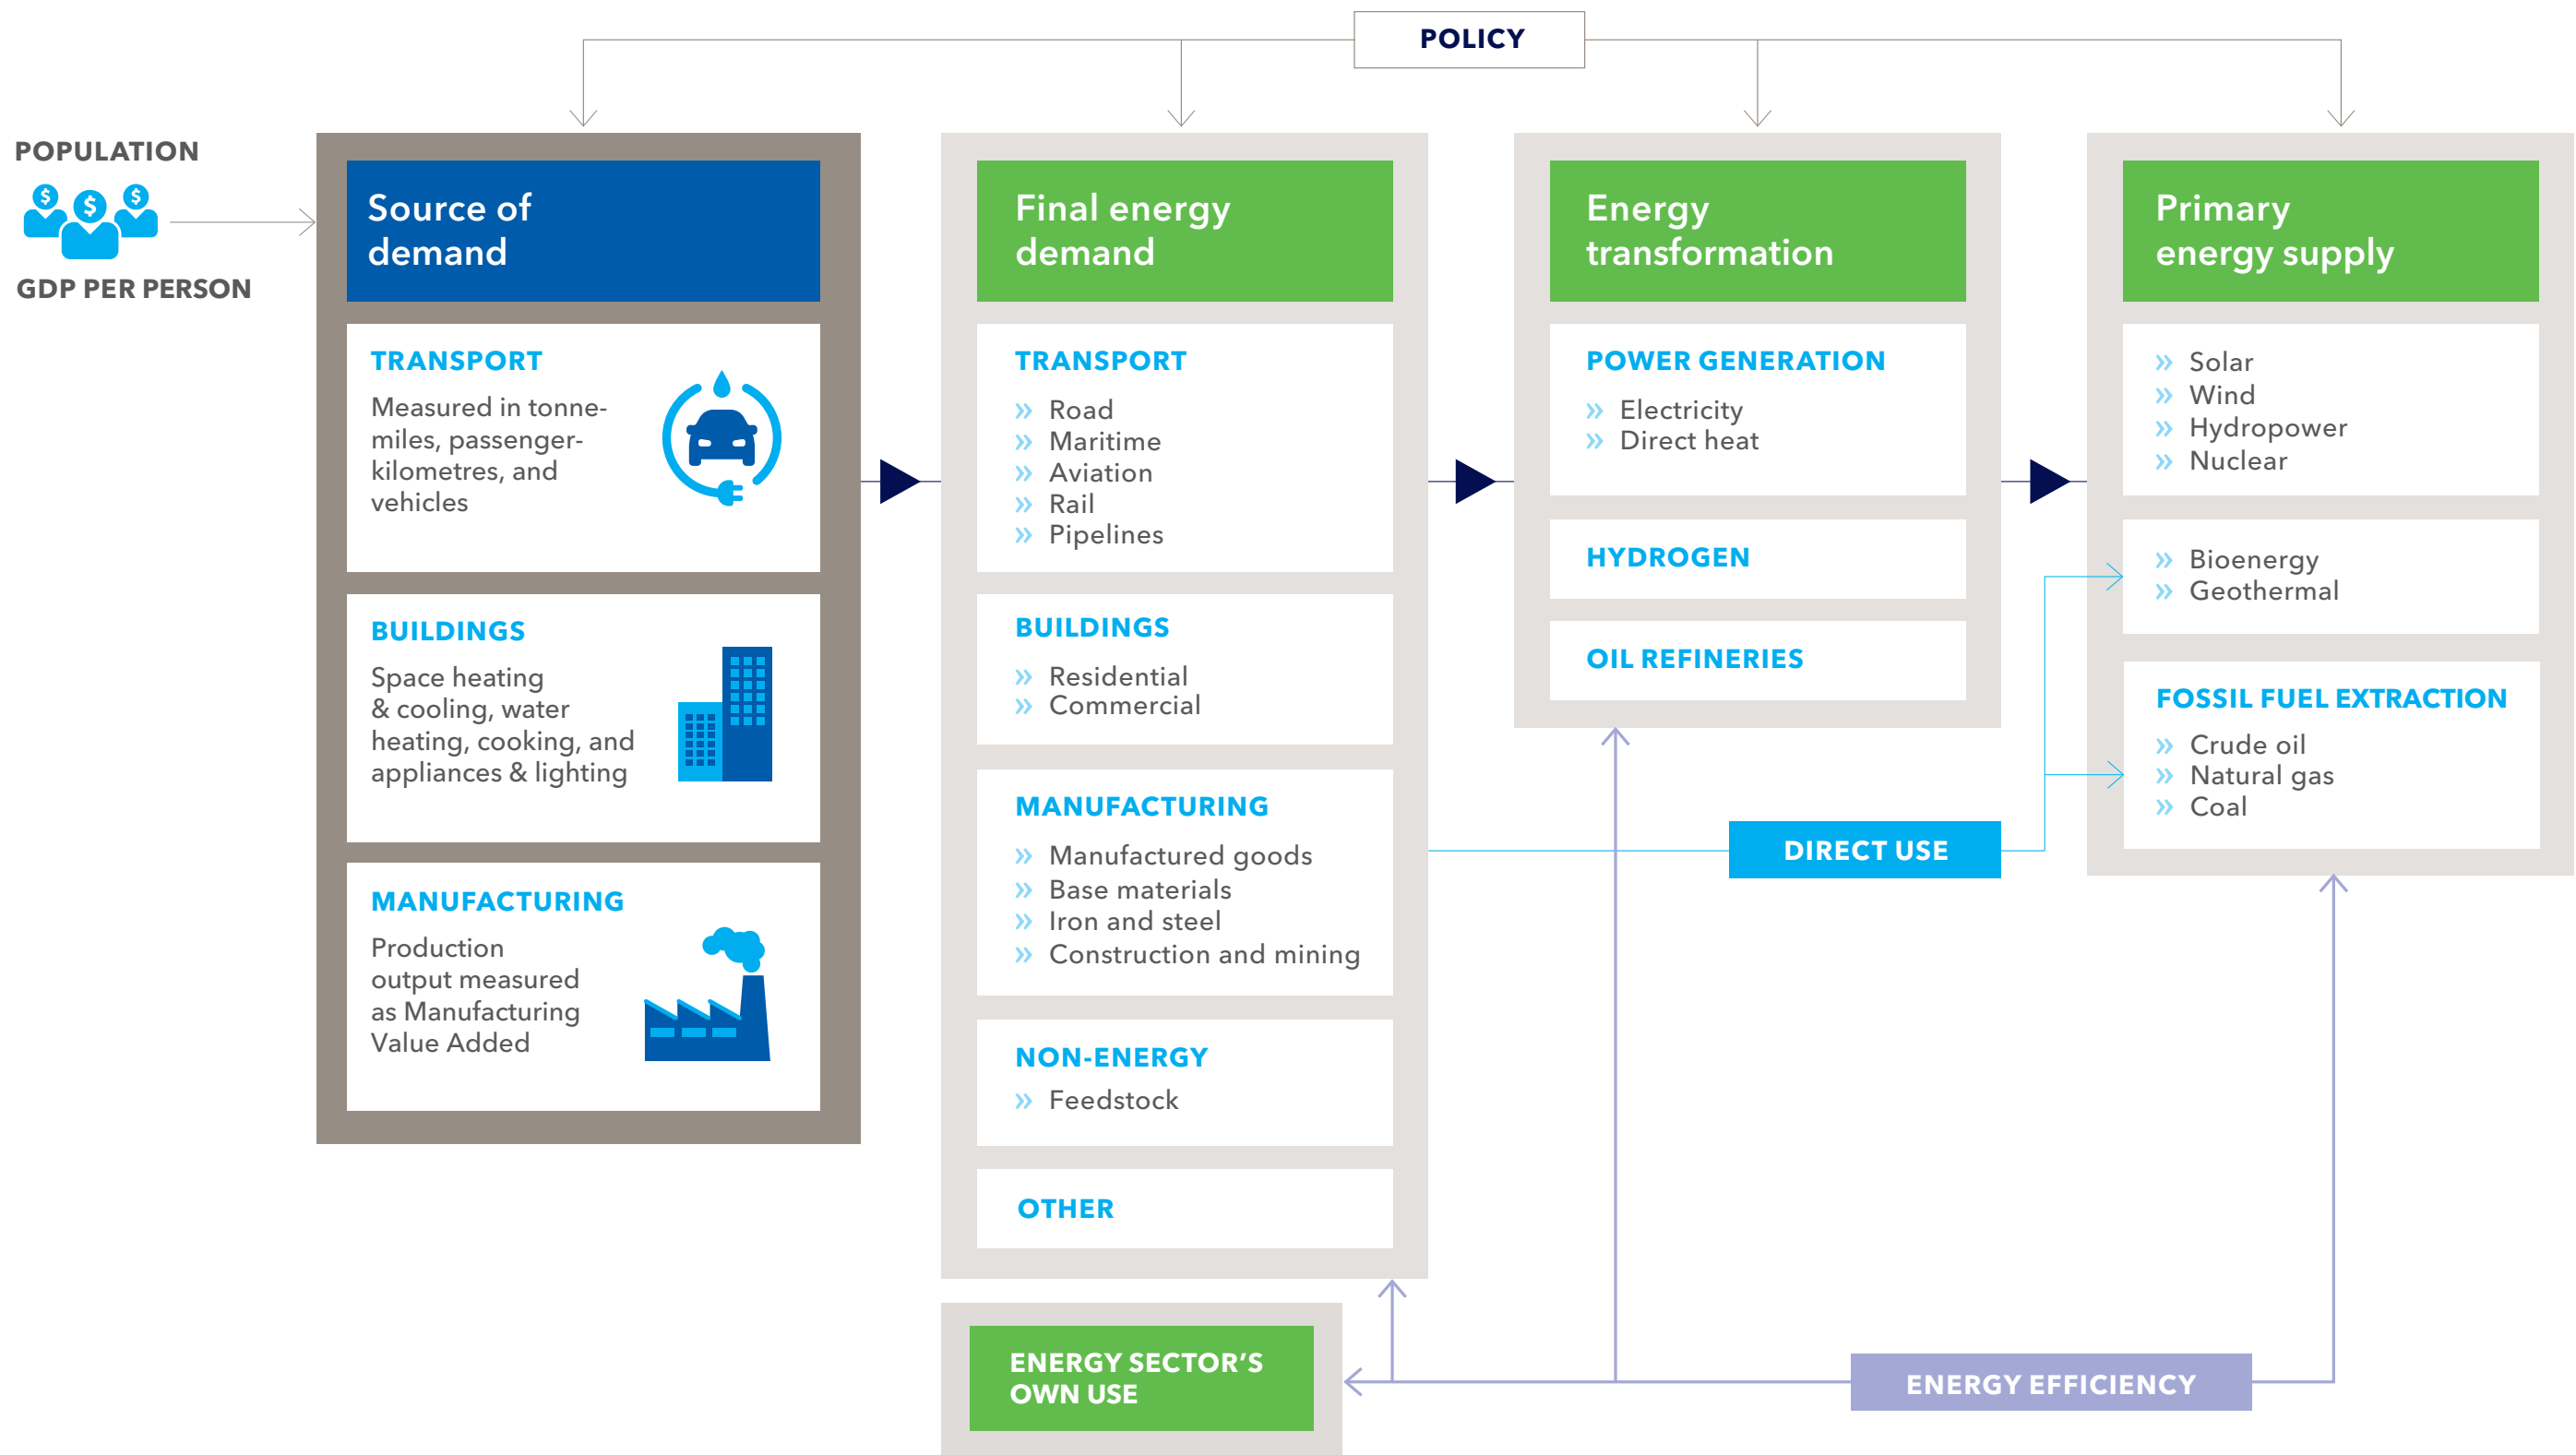 POLICY
POPULATION
$ $ $
GDP PER PERSON
Source of
demand
TRANSPORT
Measured in tonne-
miles, passenger-
kilometres, and
vehicles
BUILDINGS
Space heating
& cooling, water
heating, cooking, and
appliances & lighting
MANUFACTURING
Production
output measured
as Manufacturing
Value Added
Final energy
demand
TRANSPORT
» Road
» Maritime
» Aviation
» Rail
» Pipelines
BUILDINGS
» Residential
» Commercial
MANUFACTURING
» Manufactured goods
» Base materials
» Iron and steel
» Construction and mining
NON-ENERGY
» Feedstock
OTHER
ENERGY SECTOR’S
OWN USE
Energy
transformation
POWER GENERATION
» Electricity
» Direct heat
HYDROGEN
OIL REFINERIES
DIRECT USE
Primary
energy supply
» Solar
» Wind
» Hydropower
» Nuclear
» Bioenergy
» Geothermal
FOSSIL FUEL EXTRACTION
» Crude oil
» Natural gas
» Coal
ENERGY EFFICIENCY